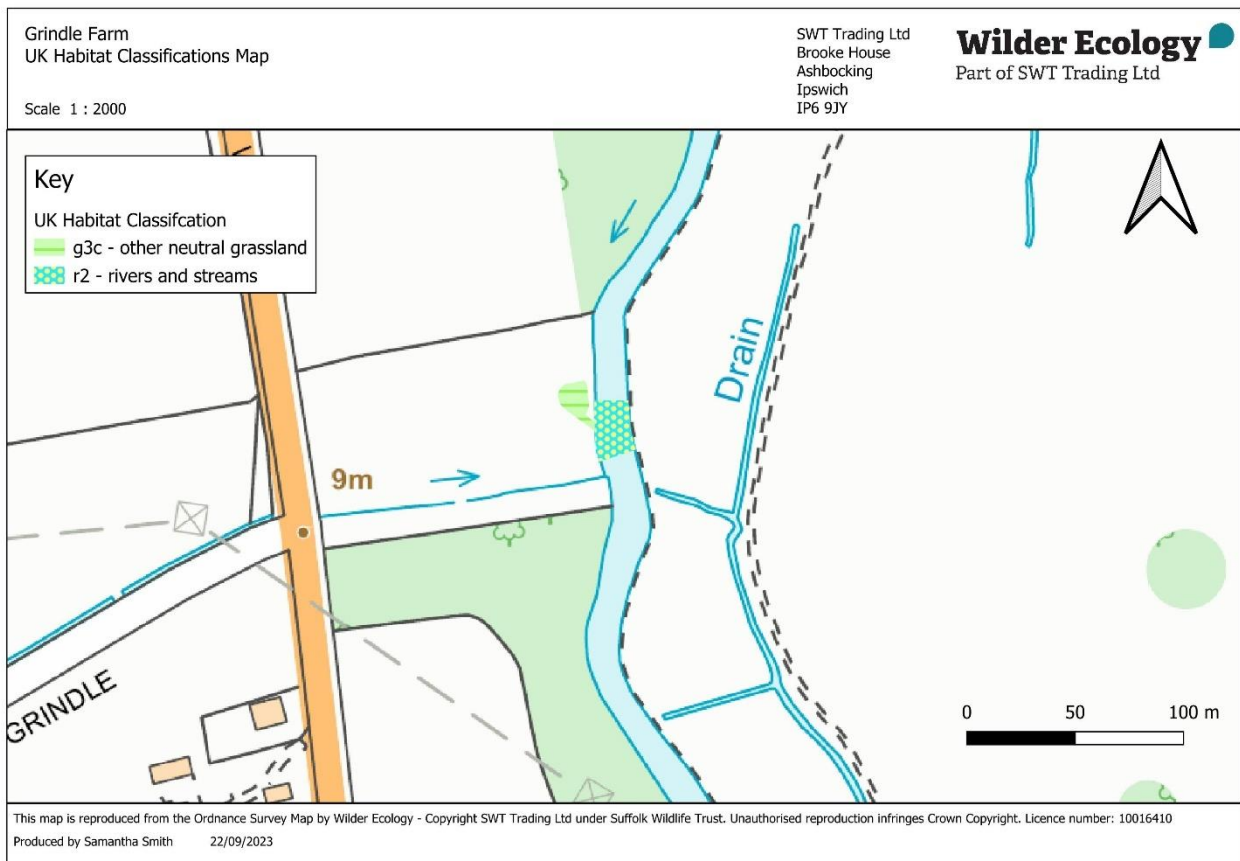 Grindle Farm
UK Habitat Classifications Map
Scale 1 : 2000
SWT Trading Ltd
Brooke House
Ashbocking
Ipswich
IP6 9JY
Wilder Ecology
Part of SWT Trading Ltd
Key
UK Habitat Classifcation
g3c - other neutral grassland
r2 - rivers and streams
Drain
9m
GRINDLE
0 50 100 m
This map is reproduced from the Ordnance Survey Map by Wilder Ecology - Copyright SWT Trading Ltd under Suffolk Wildlife Trust. Unauthorised reproduction infringes Crown Copyright. Licence number: 10016410
Produced by Samantha Smith 22/09/2023